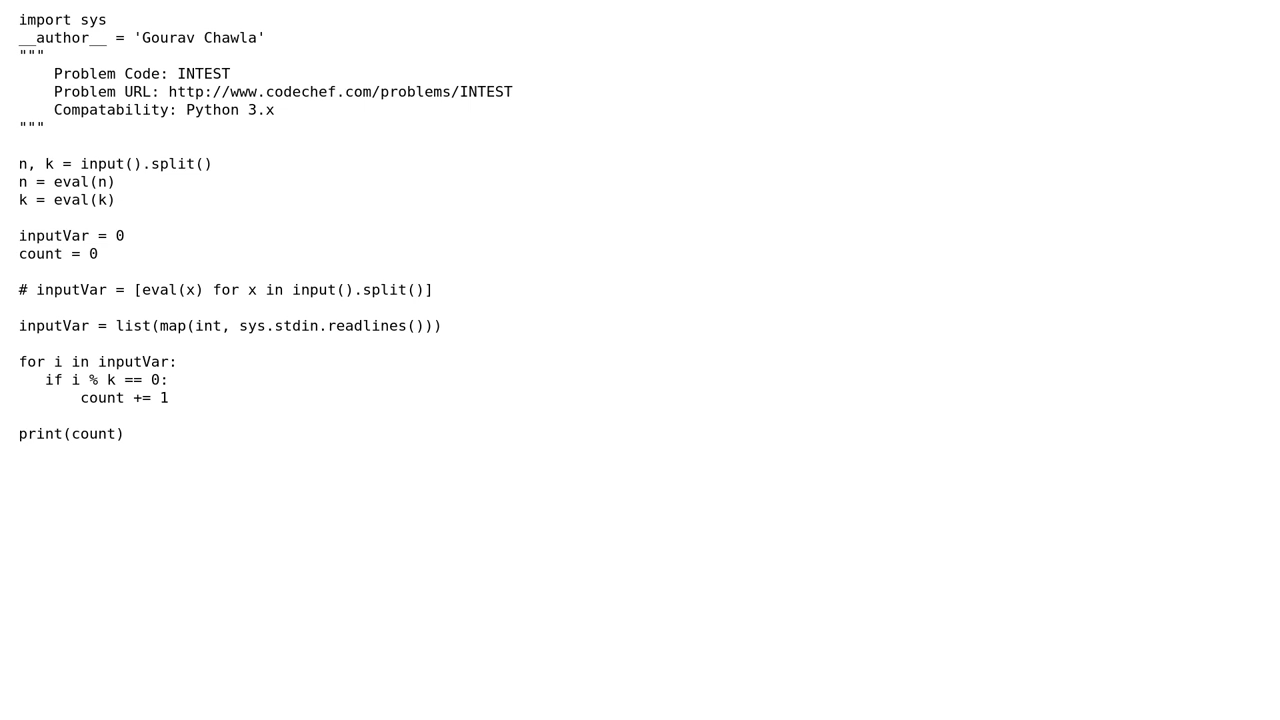 import sys
__author__ = 'Gourav Chawla'
"""
    Problem Code: INTEST
    Problem URL: http://www.codechef.com/problems/INTEST
    Compatability: Python 3.x
"""

n, k = input().split()
n = eval(n)
k = eval(k)

inputVar = 0
count = 0

# inputVar = [eval(x) for x in input().split()]

inputVar = list(map(int, sys.stdin.readlines()))

for i in inputVar:
   if i % k == 0:
       count += 1

print(count)